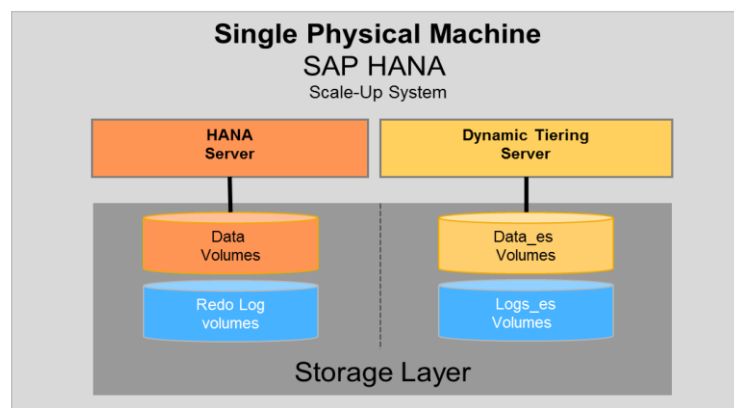 Single Physical Machine
SAP HANA
Scale-Up System
HANA
Server
Dynamic Tiering
Server
Data
Volumes
Data_es
Volumes
Redo Log
volumes
Logs_es
Volumes
Storage Layer